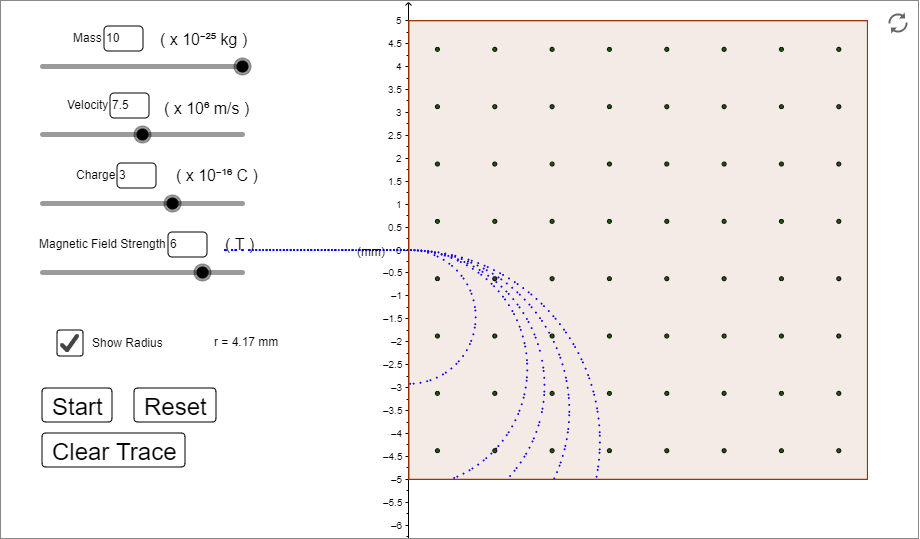 Mass 10 ( x 10⁻²⁵ kg )
Velocity 7.5 ( x 10⁶ m/s )
Charge 3 ( x 10⁻¹⁶ C )
Magnetic Field Strength 6 ( T )
Show Radius r = 4.17 mm
Start Reset
Clear Trace
5
4.5
4
3.5
3
2.5
2
1.5
1
0.5
(mm) 0
−0.5
−1
−1.5
−2
−2.5
−3
−3.5
−4
−4.5
−5
−5.5
−6